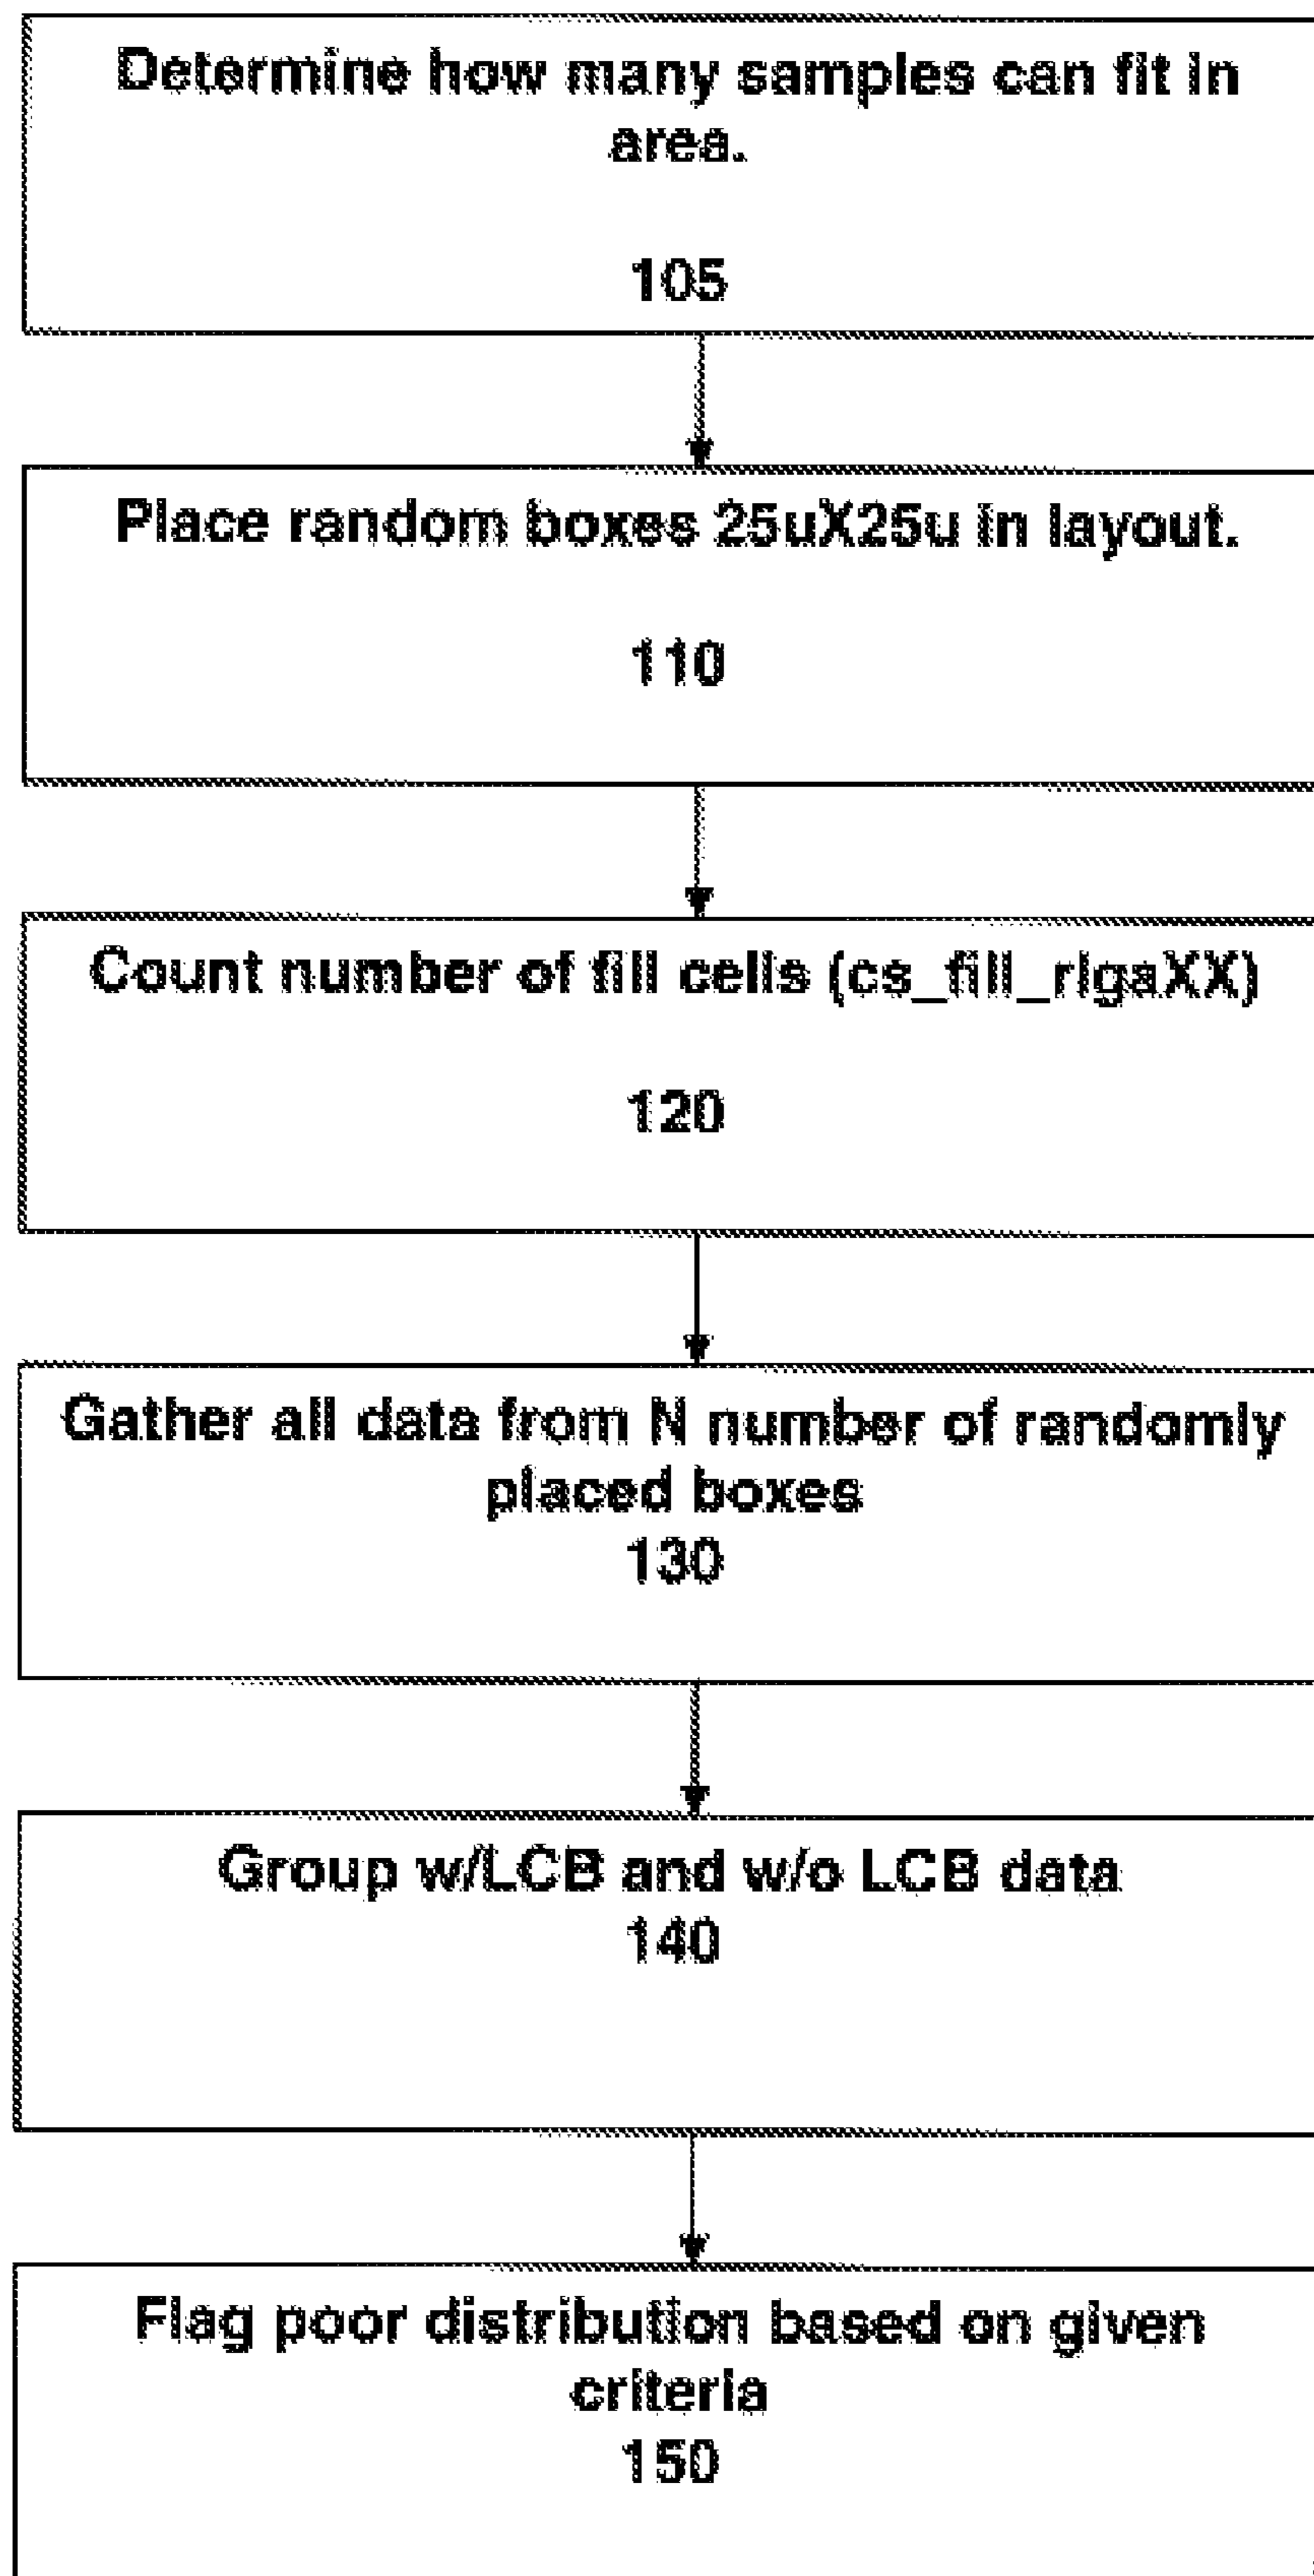 Determine how many samples can fit in
area.
105
Place random boxes 25uX25u in layout.
110
Count number of fill cells (cs_fill_rlgaXX)
120
Gather all data from N number of randomly
placed boxes
130
Group w/LCB and w/o LCB data
140
Flag poor distribution based on given
criteria
150